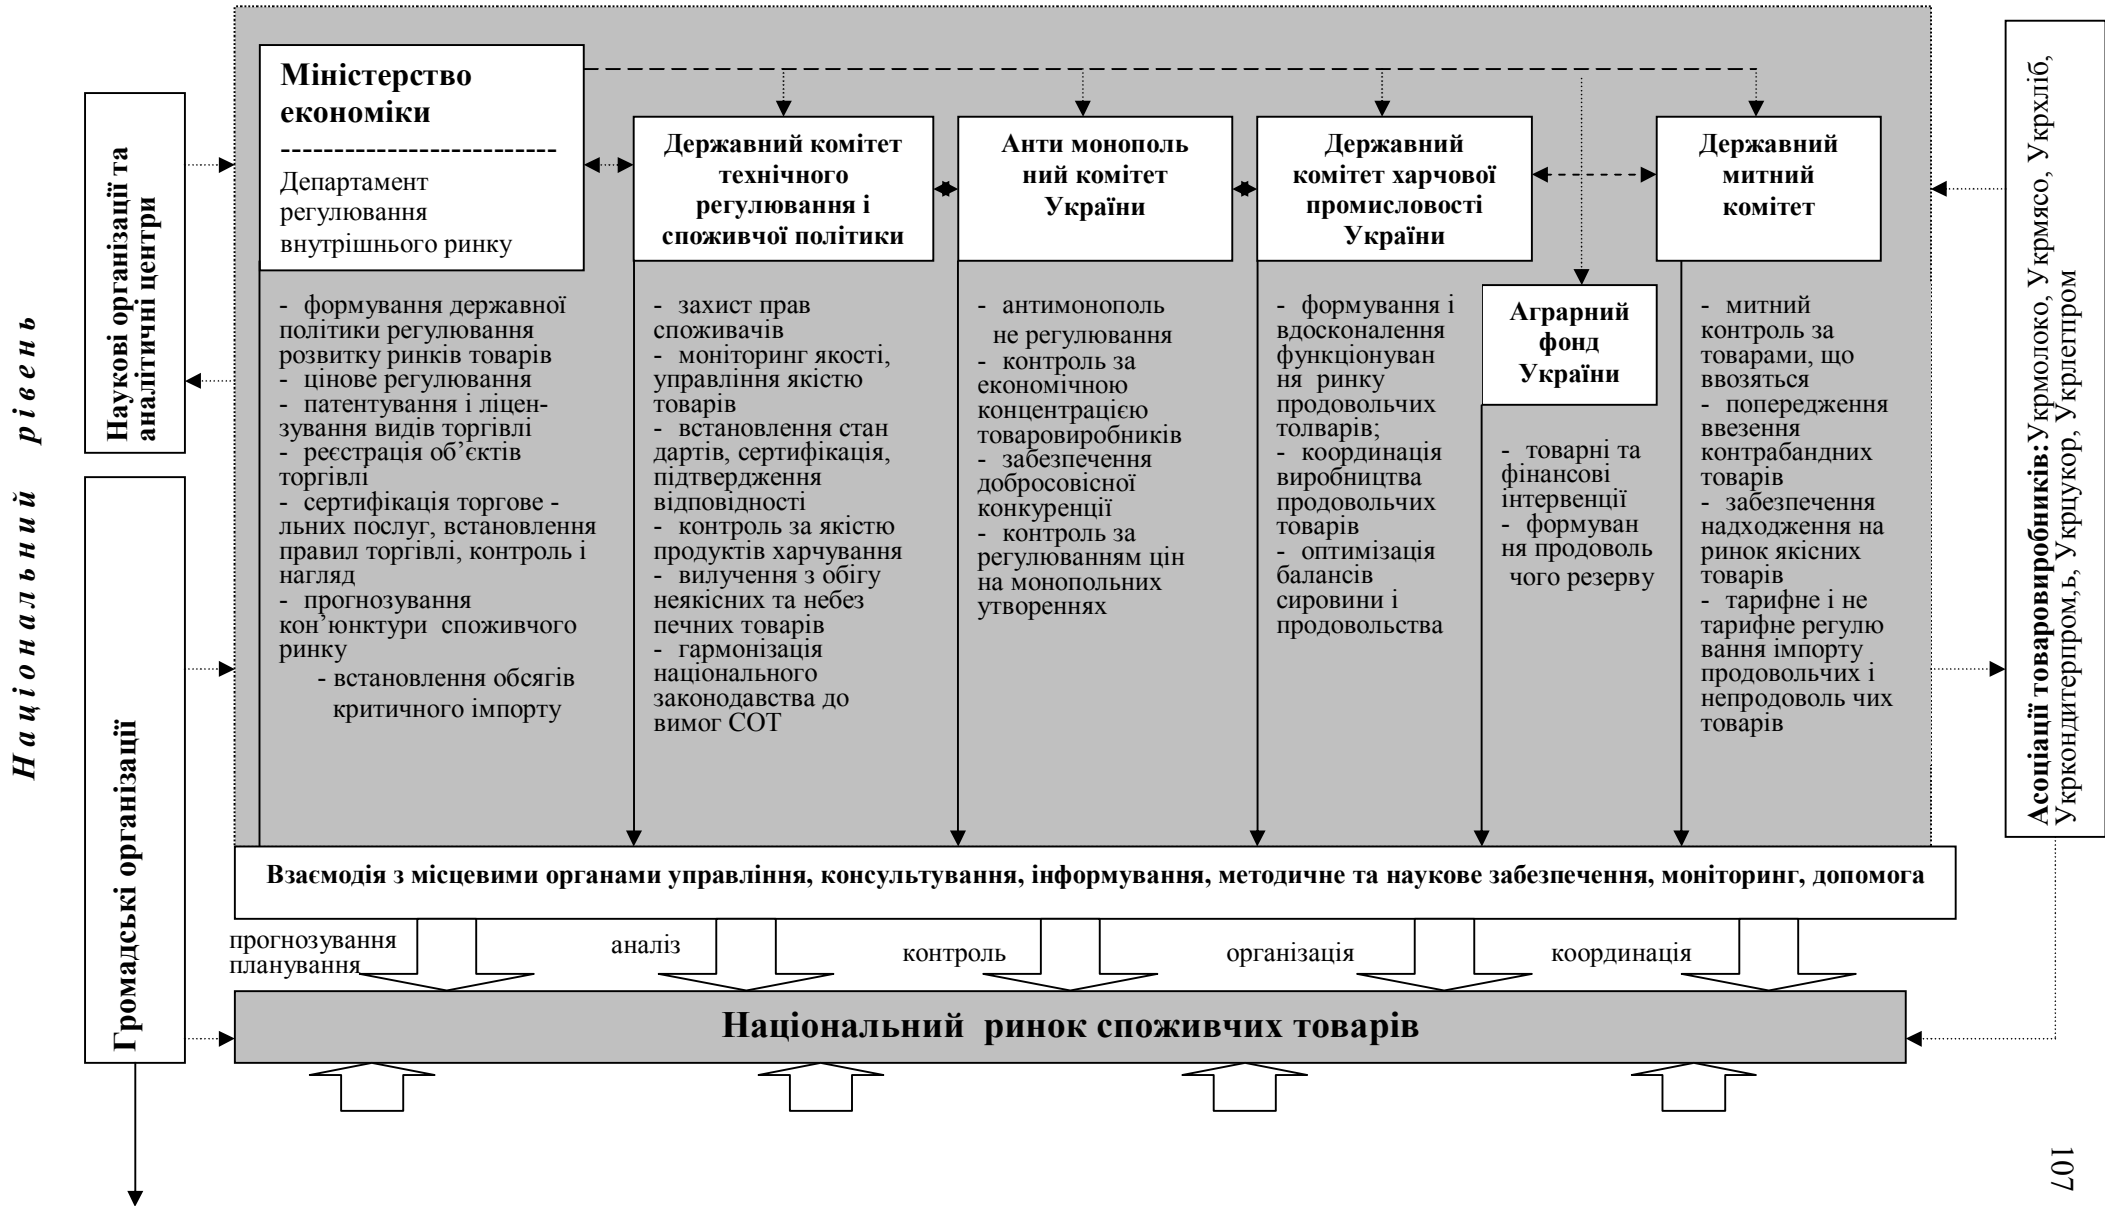 Національний рівень
Наукові організації та
аналітичні центри
Громадські організації
Міністерство
економіки
--------------------------
Департамент
регулювання
внутрішнього ринку
Державний комітет
технічного
регулювання і
споживчої політики
Анти монополь
ний комітет
України
Державний
комітет харчової
промисловості
України
Державний
митний
комітет
Аграрний
фонд
України
- формування державної
політики регулювання
розвитку ринків товарів
- цінове регулювання
- патентування і ліцен-
зування видів торгівлі
- реєстрація об’єктів
торгівлі
- сертифікація торгове -
льних послуг, встановлення
правил торгівлі, контроль і
нагляд
- прогнозування
кон’юнктури споживчого
ринку
- встановлення обсягів
критичного імпорту
- захист прав
споживачів
- моніторинг якості,
управління якістю
товарів
- встановлення стан
дартів, сертифікація,
підтвердження
відповідності
- контроль за якістю
продуктів харчування
- вилучення з обігу
неякісних та небез
печних товарів
- гармонізація
національного
законодавства до
вимог СОТ
- антимонополь
не регулювання
- контроль за
економічною
концентрацією
товаровиробників
- забезпечення
добросовісної
конкуренції
- контроль за
регулюванням цін
на монопольних
утвореннях
- формування і
вдосконалення
функціонуван
ня ринку
продовольчих
толварів;
- координація
виробництва
продовольчих
товарів
- оптимізація
балансів
сировини і
продовольства
- товарні та
фінансові
інтервенції
- формуван
ня продоволь
чого резерву
- митний
контроль за
товарами, що
ввозяться
- попередження
ввезення
контрабандних
товарів
- забезпечення
надходження на
ринок якісних
товарів
- тарифне і не
тарифне регулю
вання імпорту
продовольчих і
непродоволь чих
товарів
Асоціації товаровиробників: Укрмолоко, Укрмясо, Укрхліб,
Укркондитерпром,ь, Укрцукор, Укрлепром
Взаємодія з місцевими органами управління, консультування, інформування, методичне та наукове забезпечення, моніторинг, допомога
прогнозування
планування
аналіз
контроль
організація
координація
Національний ринок споживчих товарів
107